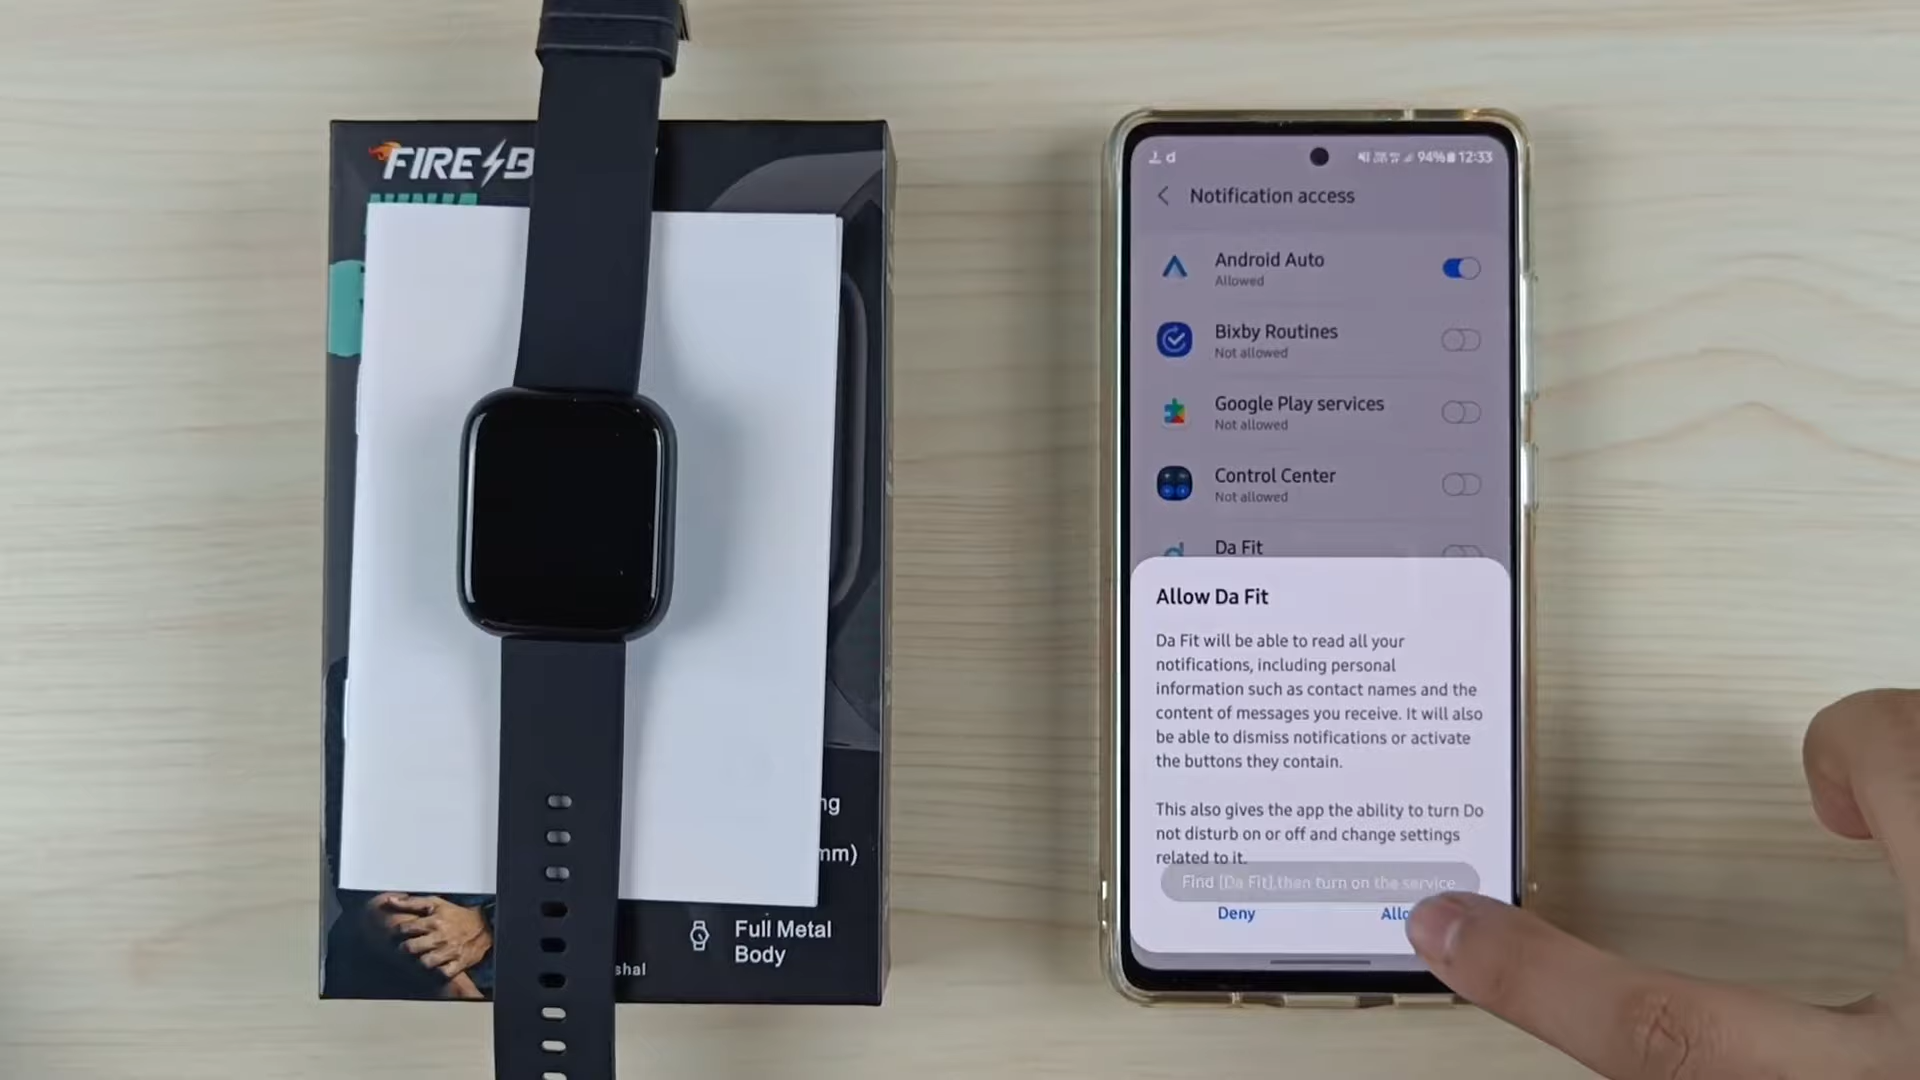 FIRE B
NINJA
ng
mm)
Full Metal
Body
shal
d
94% 12:33
Notification access
Android Auto
Allowed
Bixby Routines
Not allowed
Google Play services
Not allowed
Control Center
Not allowed
Da Fit
Allow Da Fit
Da Fit will be able to read all your
notifications, including personal
information such as contact names and the
content of messages you receive. It will also
be able to dismiss notifications or activate
the buttons they contain.
This also gives the app the ability to turn Do
not disturb on or off and change settings
related to it.
Find [Da Fit],then turn on the service
Deny
Allo